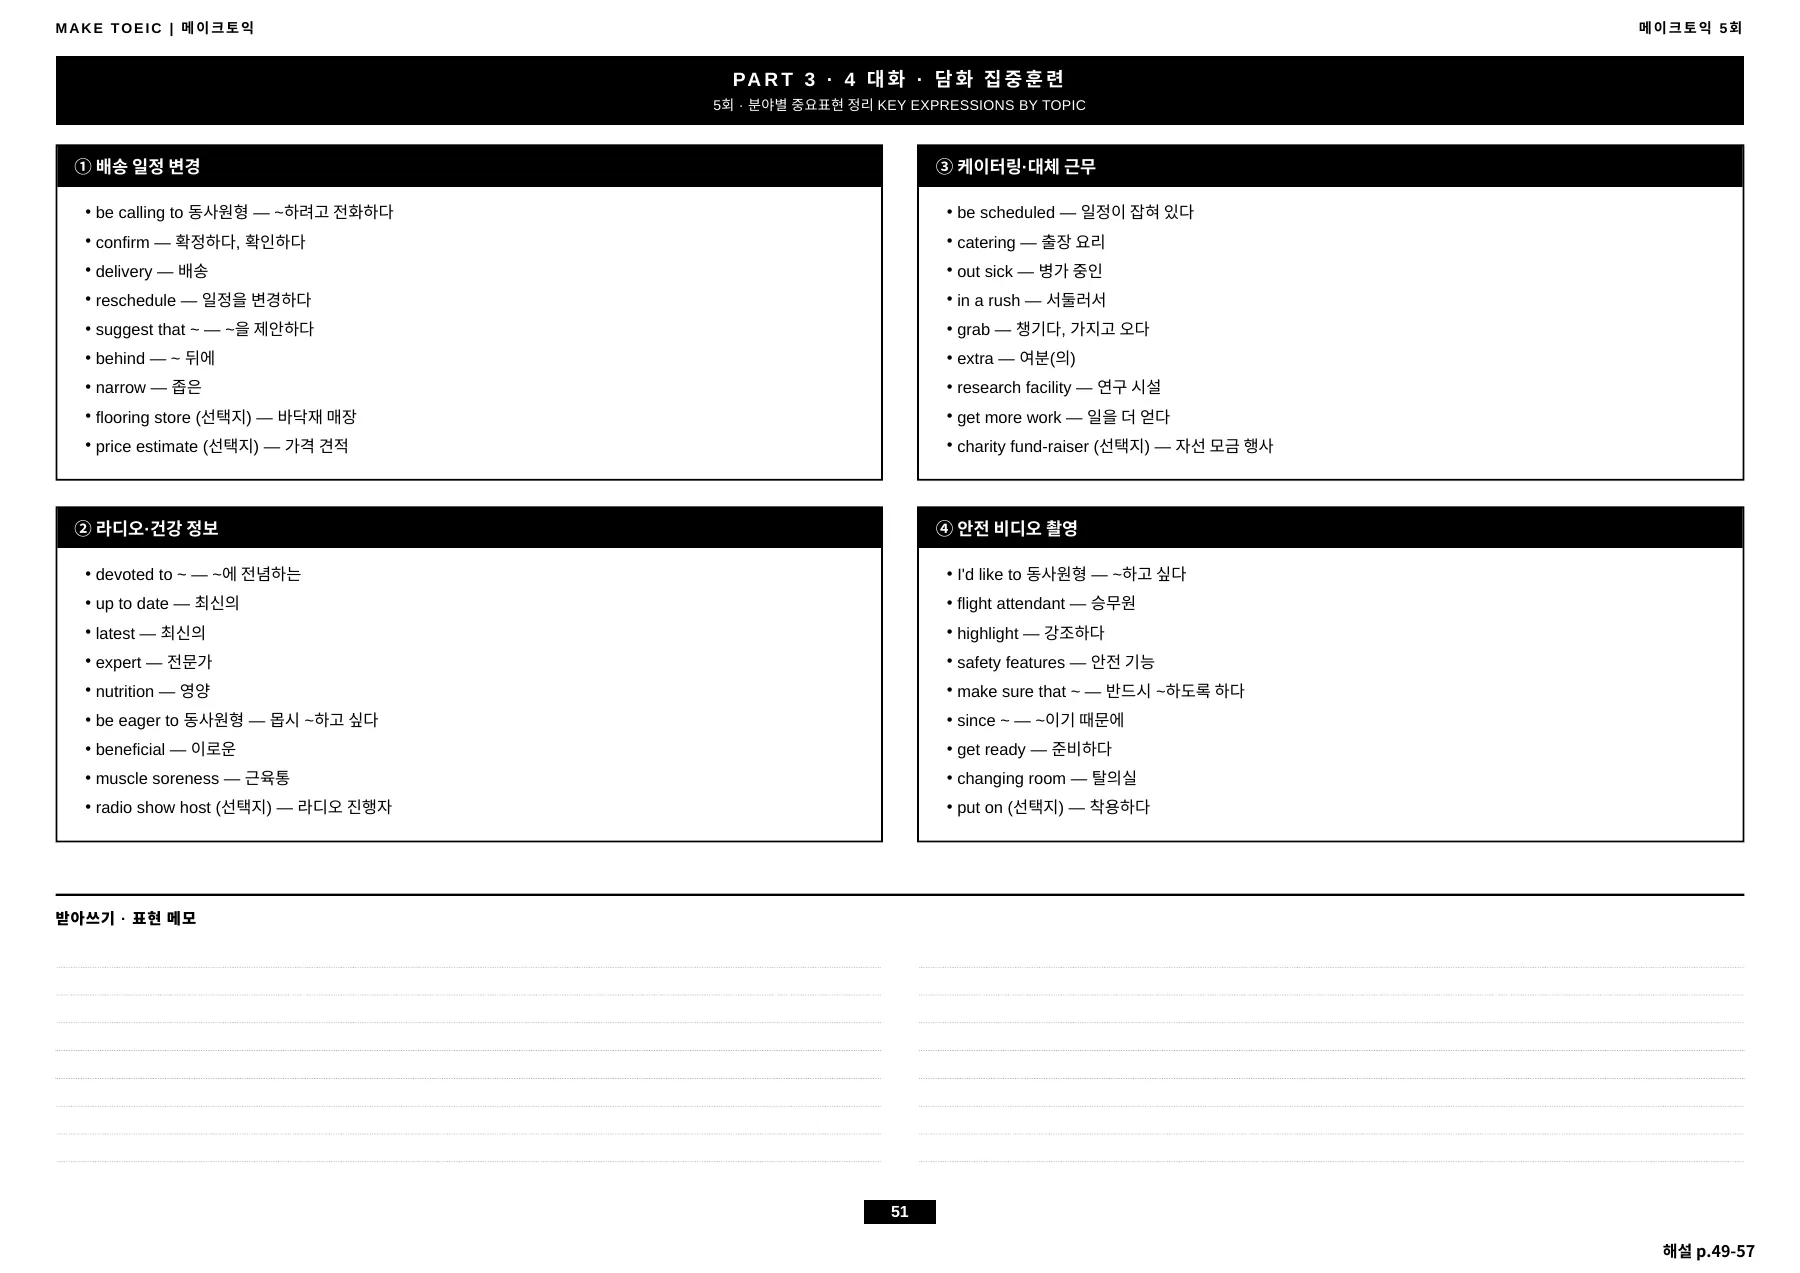 MAKE TOEIC | 메이크토익
메이크토익 5회
PART 3 · 4 대화 · 담화 집중훈련
5회 · 분야별 중요표현 정리 KEY EXPRESSIONS BY TOPIC
① 배송 일정 변경
• be calling to 동사원형 — ~하려고 전화하다
• confirm — 확정하다, 확인하다
• delivery — 배송
• reschedule — 일정을 변경하다
• suggest that ~ — ~을 제안하다
• behind — ~ 뒤에
• narrow — 좁은
• flooring store (선택지) — 바닥재 매장
• price estimate (선택지) — 가격 견적
② 라디오·건강 정보
• devoted to ~ — ~에 전념하는
• up to date — 최신의
• latest — 최신의
• expert — 전문가
• nutrition — 영양
• be eager to 동사원형 — 몹시 ~하고 싶다
• beneficial — 이로운
• muscle soreness — 근육통
• radio show host (선택지) — 라디오 진행자
③ 케이터링·대체 근무
• be scheduled — 일정이 잡혀 있다
• catering — 출장 요리
• out sick — 병가 중인
• in a rush — 서둘러서
• grab — 챙기다, 가지고 오다
• extra — 여분(의)
• research facility — 연구 시설
• get more work — 일을 더 얻다
• charity fund-raiser (선택지) — 자선 모금 행사
④ 안전 비디오 촬영
• I'd like to 동사원형 — ~하고 싶다
• flight attendant — 승무원
• highlight — 강조하다
• safety features — 안전 기능
• make sure that ~ — 반드시 ~하도록 하다
• since ~ — ~이기 때문에
• get ready — 준비하다
• changing room — 탈의실
• put on (선택지) — 착용하다
받아쓰기 · 표현 메모
51
해설 p.49-57